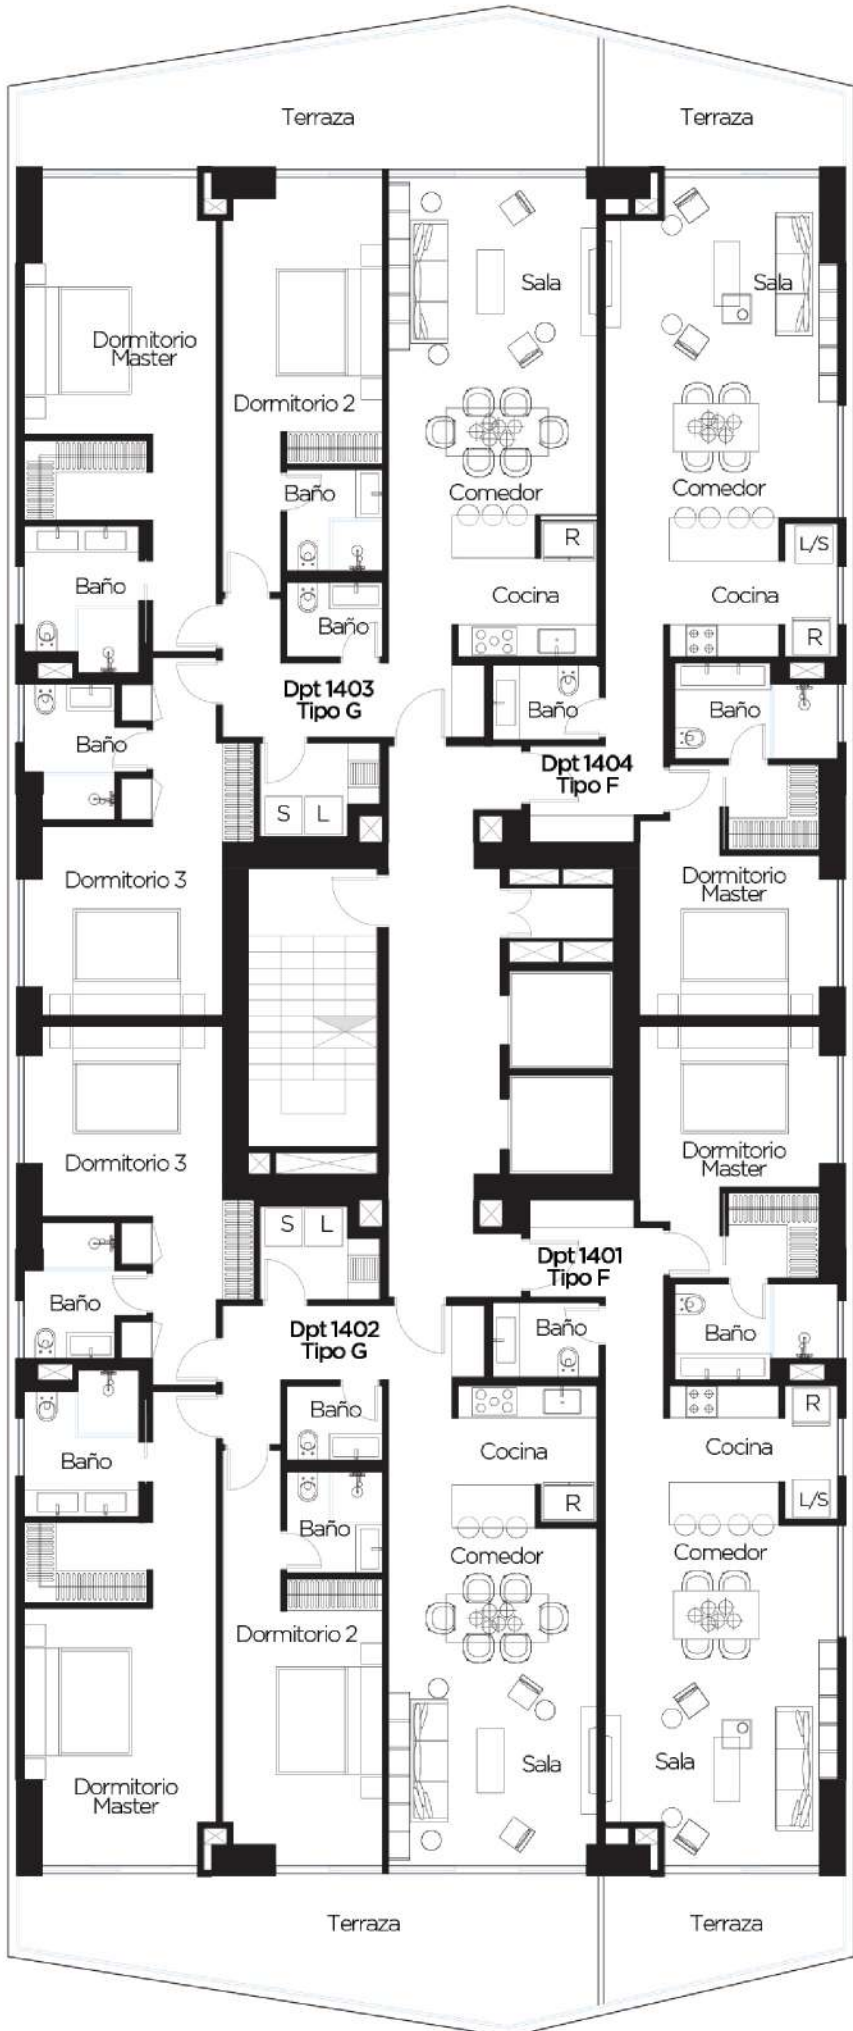 Terraza
Terraza
Sala
Sala
Dormitorio
Master
Dormitorio 2
Baño
Comedor
Comedor
R
L/S
Baño
Cocina
Cocina
Baño
R
Dpt 1403
Tipo G
Baño
Baño
Baño
Dpt 1404
Tipo F
S
L
Dormitorio 3
Dormitorio
Master
Dormitorio 3
Dormitorio
Master
S
L
Dpt 1401
Tipo F
Baño
Dpt 1402
Tipo G
Baño
Baño
Baño
R
Baño
Cocina
Cocina
R
L/S
Baño
Comedor
Comedor
Dormitorio 2
Dormitorio
Master
Sala
Sala
Terraza
Terraza